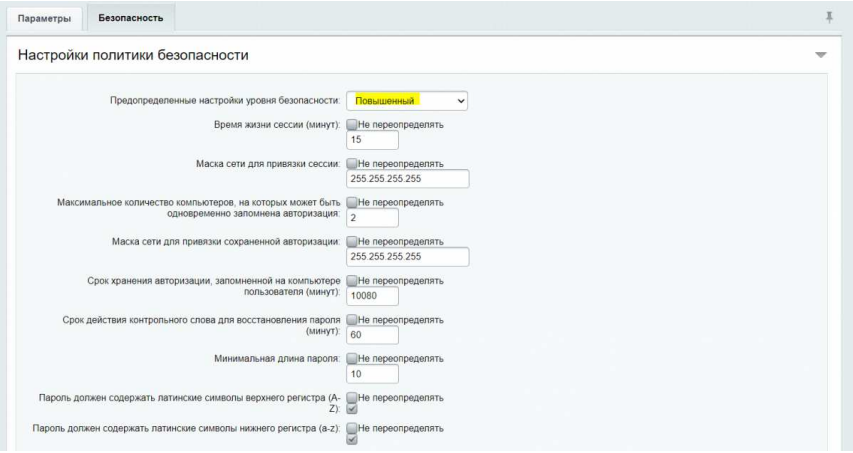 Параметры
Безопасность
Настройки политики безопасности
Предопределенные настройки уровня безопасности: Повышенный
Время жизни сессии (минут): Не переопределять
15
Маска сети для привязки сессии: Не переопределять
255.255.255.255
Максимальное количество компьютеров, на которых может быть Не переопределять
одновременно запомнена авторизация: 2
Маска сети для привязки сохраненной авторизации: Не переопределять
255.255.255.255
Срок хранения авторизации, запомненной на компьютере Не переопределять
пользователя (минут): 10080
Срок действия контрольного слова для восстановления пароля Не переопределять
(минут): 60
Минимальная длина пароля: Не переопределять
10
Пароль должен содержать латинские символы верхнего регистра (A- Не переопределять
Z):
Пароль должен содержать латинские символы нижнего регистра (a-z): Не переопределять